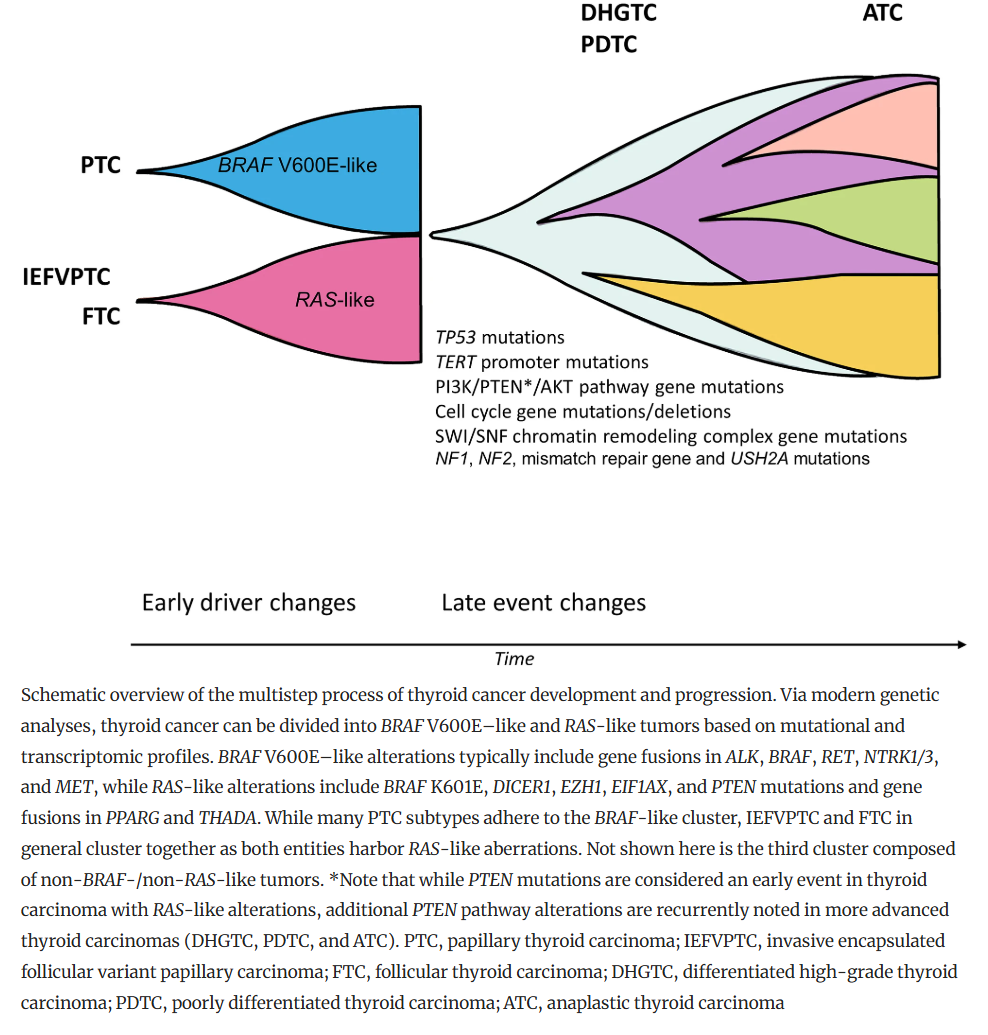 DHGTC
PDTC
ATC
PTC
BRAF V600E-like
IEFVPTC
FTC
RAS-like
TP53 mutations
TERT promoter mutations
PI3K/PTEN*/AKT pathway gene mutations
Cell cycle gene mutations/deletions
SWI/SNF chromatin remodeling complex gene mutations
NF1, NF2, mismatch repair gene and USH2A mutations
Early driver changes
Late event changes
Time
Schematic overview of the multistep process of thyroid cancer development and progression. Via modern genetic
analyses, thyroid cancer can be divided into BRAF V600E–like and RAS-like tumors based on mutational and
transcriptomic profiles. BRAF V600E–like alterations typically include gene fusions in ALK, BRAF, RET, NTRK1/3,
and MET, while RAS-like alterations include BRAF K601E, DICER1, EZH1, EIF1AX, and PTEN mutations and gene
fusions in PPARG and THADA. While many PTC subtypes adhere to the BRAF-like cluster, IEFVPTC and FTC in
general cluster together as both entities harbor RAS-like aberrations. Not shown here is the third cluster composed
of non-BRAF-/non-RAS-like tumors. *Note that while PTEN mutations are considered an early event in thyroid
carcinoma with RAS-like alterations, additional PTEN pathway alterations are recurrently noted in more advanced
thyroid carcinomas (DHGTC, PDTC, and ATC). PTC, papillary thyroid carcinoma; IEFVPTC, invasive encapsulated
follicular variant papillary carcinoma; FTC, follicular thyroid carcinoma; DHGTC, differentiated high-grade thyroid
carcinoma; PDTC, poorly differentiated thyroid carcinoma; ATC, anaplastic thyroid carcinoma